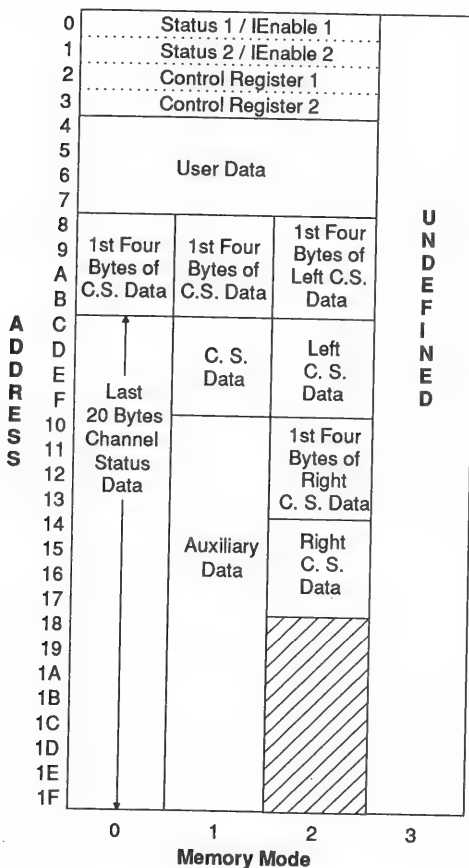 0
1
2
3
4
5
6
7
8
9
A
B
C
D
E
F
10
11
12
13
14
15
16
17
18
19
1A
1B
1C
1D
1E
1F
ADDRESS
Status 1 / IEnable 1
Status 2 / IEnable 2
Control Register 1
Control Register 2
User Data
1st Four
Bytes of
C.S. Data
1st Four
Bytes of
C.S. Data
1st Four
Bytes of
Left C.S.
Data
Last
20 Bytes
Channel
Status
Data
C. S.
Data
Left
C. S.
Data
1st Four
Bytes of
Right
C. S. Data
Auxiliary
Data
Right
C. S.
Data
UNDEFINED
0 1 2 3
Memory Mode